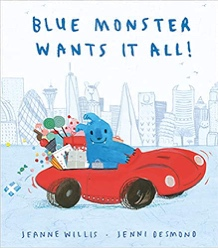 BLUE MONSTER
WANTS IT ALL!
JEANNE WILLIS · JENNI DESMOND